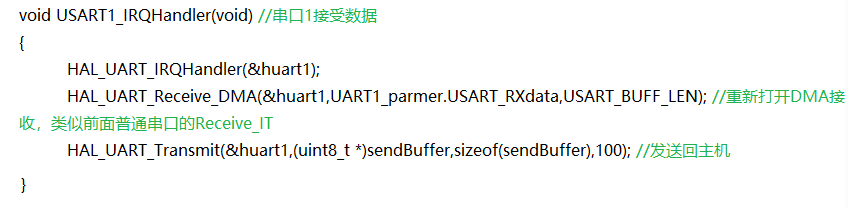 void USART1_IRQHandler(void) //串口1接受数据
{
HAL_UART_IRQHandler(&huart1);
HAL_UART_Receive_DMA(&huart1,UART1_parmer.USART_RXdata,USART_BUFF_LEN); //重新打开DMA接
收，类似前面普通串口的Receive_IT
HAL_UART_Transmit(&huart1,(uint8_t *)sendBuffer,sizeof(sendBuffer),100); //发送回主机
}